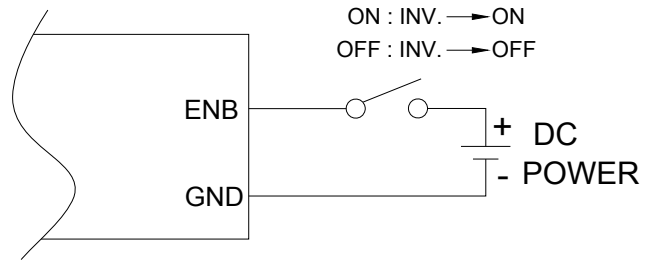 ON : INV. → ON
OFF : INV. → OFF
ENB
+ DC
- POWER
GND